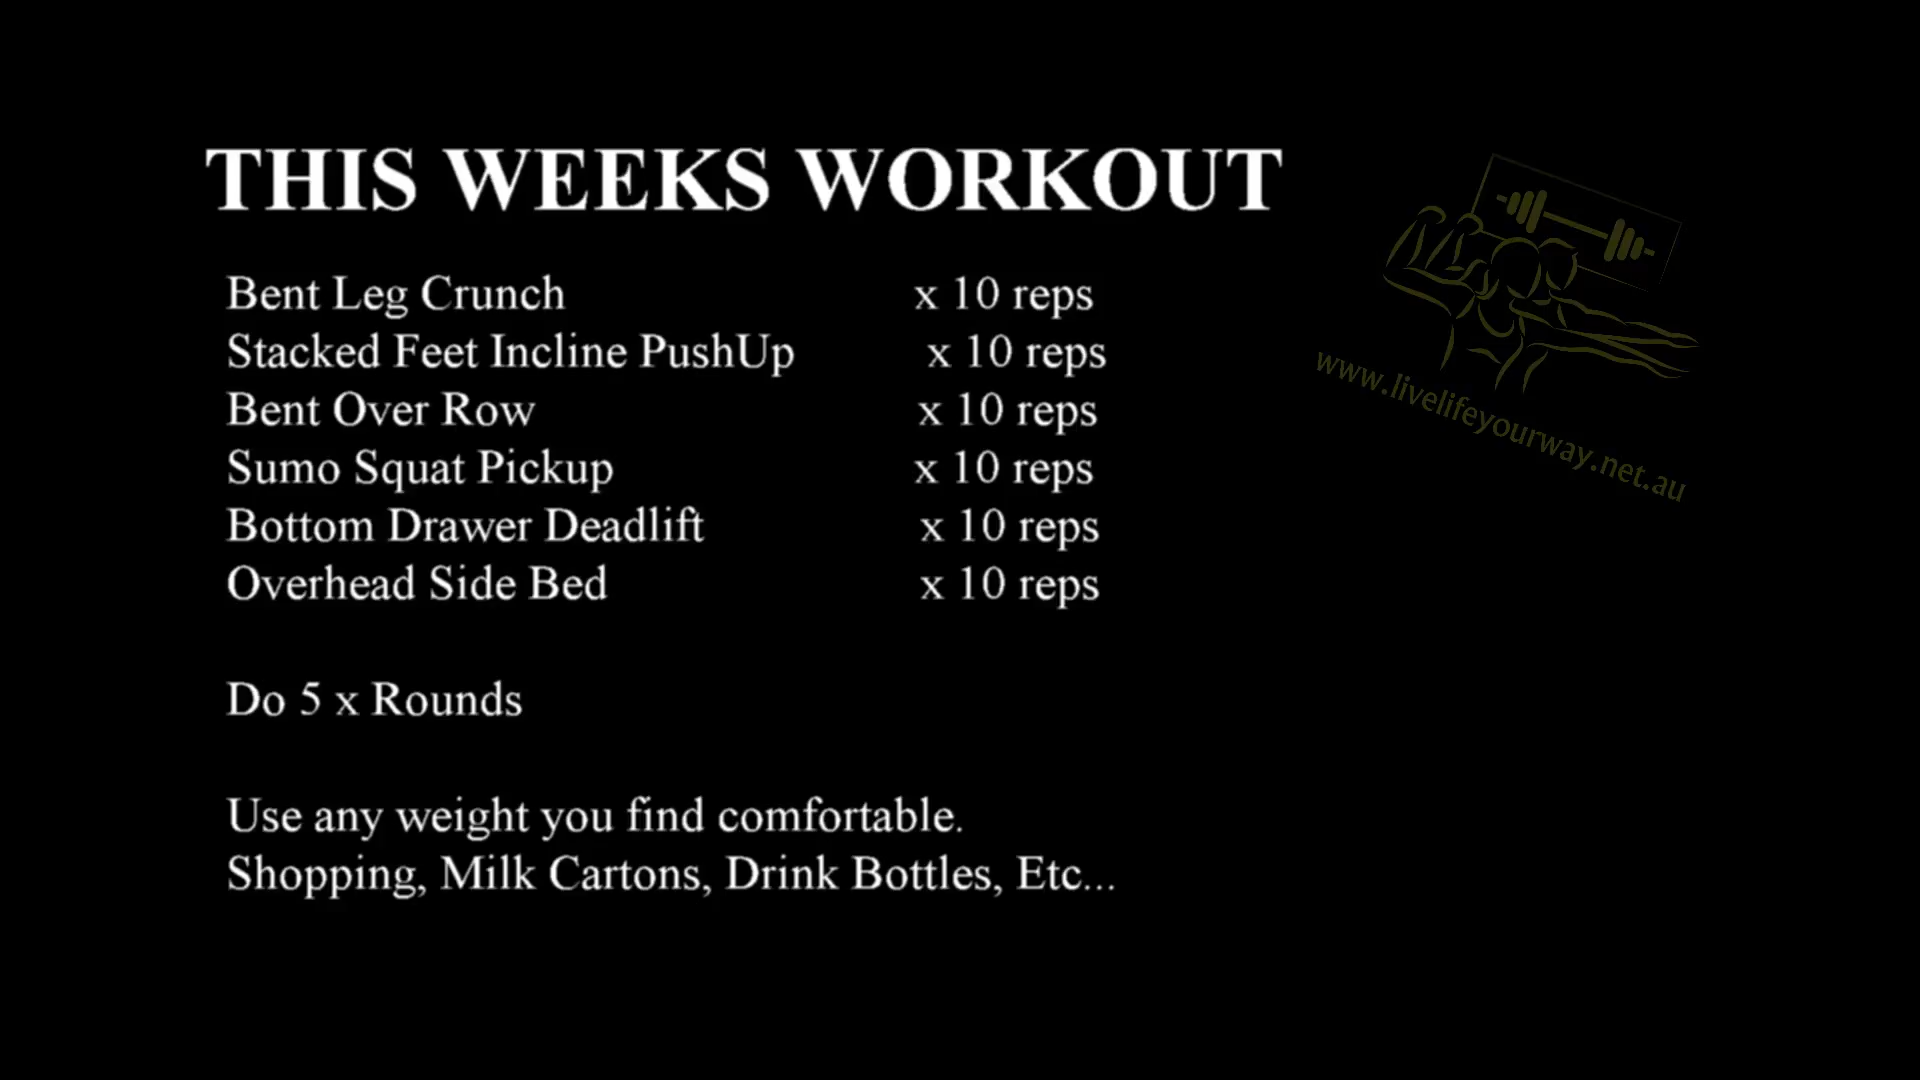 THIS WEEKS WORKOUT
Bent Leg Crunch x 10 reps
Stacked Feet Incline PushUp x 10 reps
Bent Over Row x 10 reps
Sumo Squat Pickup x 10 reps
Bottom Drawer Deadlift x 10 reps
Overhead Side Bed x 10 reps
Do 5 x Rounds
Use any weight you find comfortable.
Shopping, Milk Cartons, Drink Bottles, Etc...
www.livelifeyourway.net.au